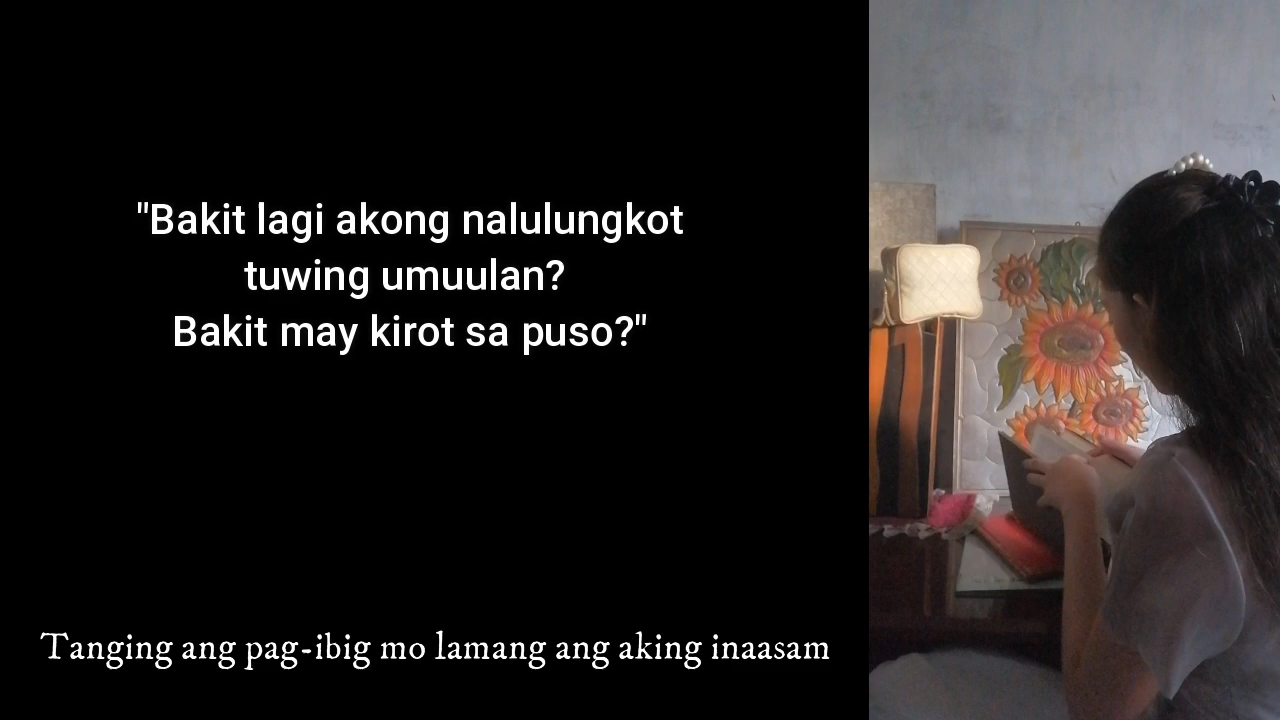 "Bakit lagi akong nalulungkot
tuwing umuulan?
Bakit may kirot sa puso?"
Tanging ang pag-ibig mo lamang ang aking inaasam